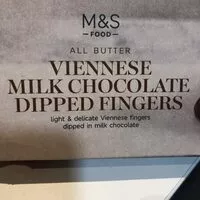 M&S
FOOD
ALL BUTTER
VIENNESE
MILK CHOCOLATE
DIPPED FINGERS
light & delicate Viennese fingers
dipped in milk chocolate